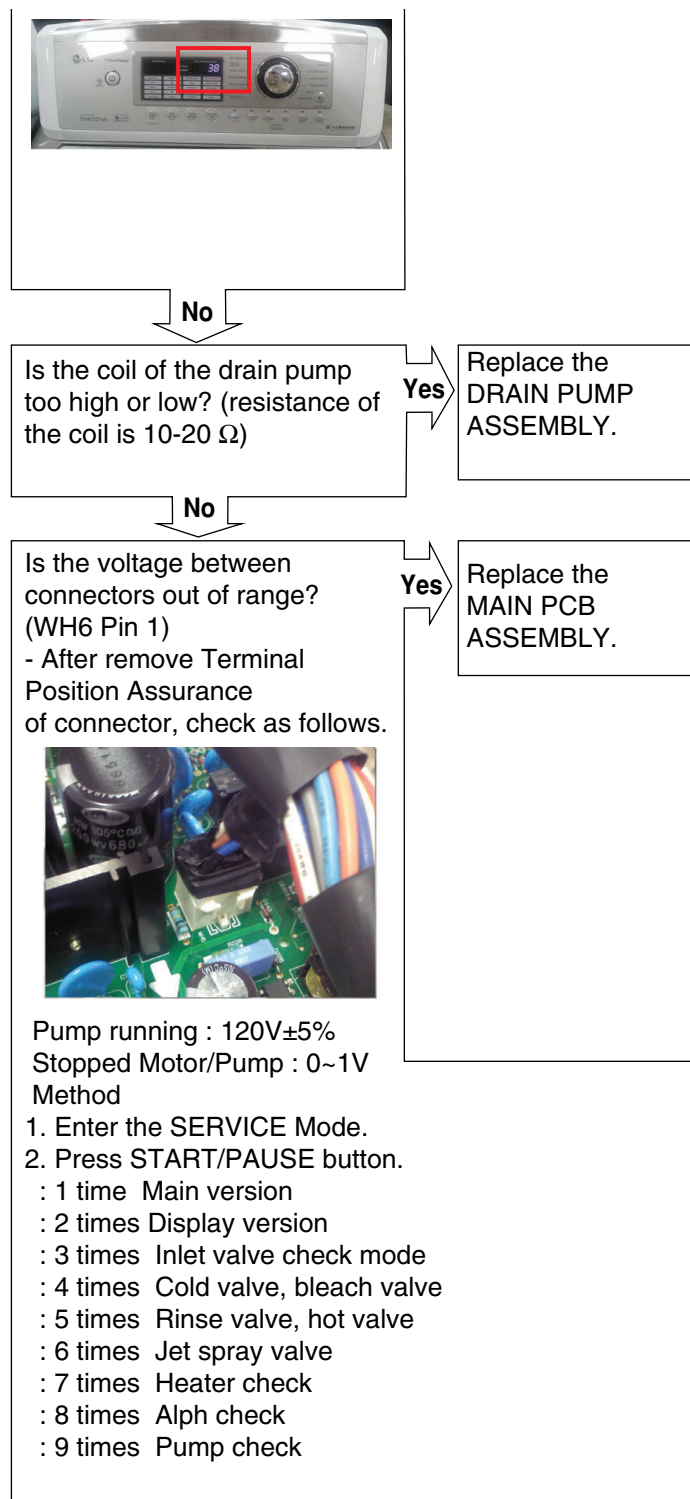 38
DirectDrive
No
Is the coil of the drain pump
too high or low? (resistance of
the coil is 10-20 Ω)
Yes
Replace the
DRAIN PUMP
ASSEMBLY.
No
Is the voltage between
connectors out of range?
(WH6 Pin 1)
- After remove Terminal
Position Assurance
of connector, check as follows.
Yes
Replace the
MAIN PCB
ASSEMBLY.
105°C(M)
Pump running : 120V±5%
Stopped Motor/Pump : 0~1V
Method
1. Enter the SERVICE Mode.
2. Press START/PAUSE button.
: 1 time Main version
: 2 times Display version
: 3 times Inlet valve check mode
: 4 times Cold valve, bleach valve
: 5 times Rinse valve, hot valve
: 6 times Jet spray valve
: 7 times Heater check
: 8 times Alph check
: 9 times Pump check